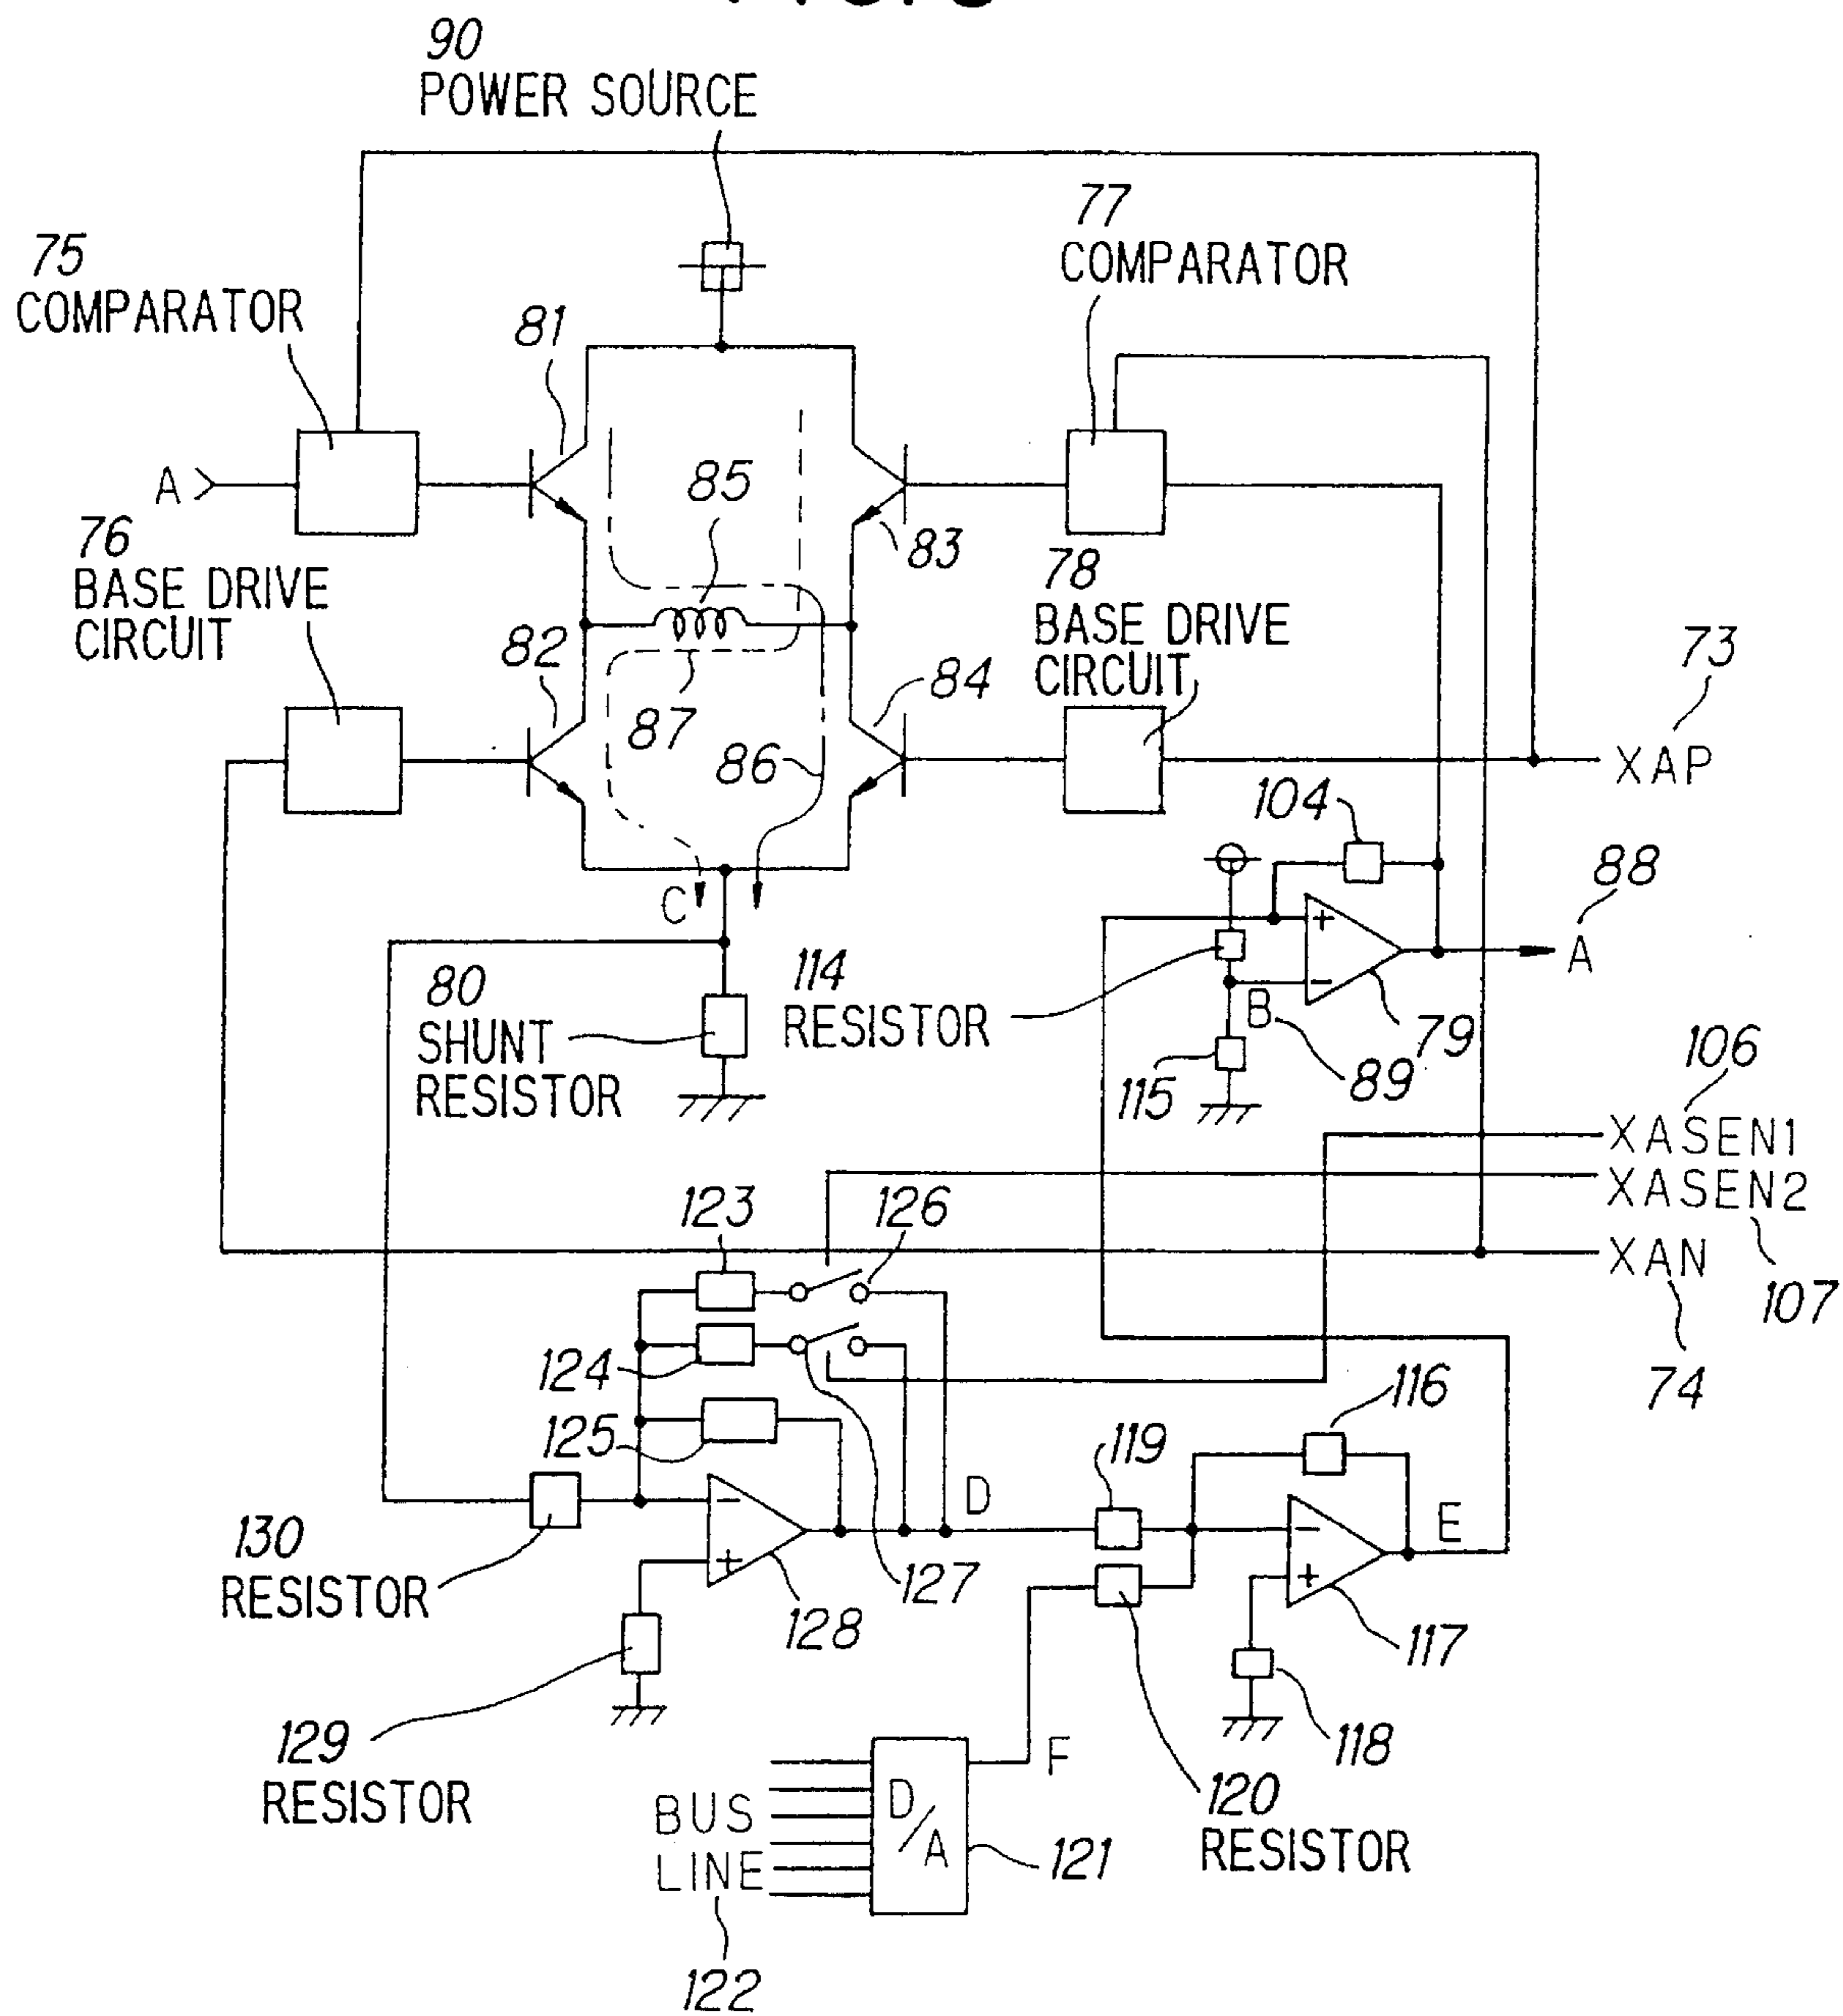 90
POWER SOURCE
75
COMPARATOR
77
COMPARATOR
81
A
85
83
76
BASE DRIVE
CIRCUIT
78
BASE DRIVE
CIRCUIT
82
84
87
86
73
XAP
104
88
A
C
+
−
B
79
89
80
SHUNT
RESISTOR
114
RESISTOR
115
106
XASEN1
XASEN2
107
XAN
74
123
126
124
125
127
116
119
D
−
+
128
130
RESISTOR
−
+
E
117
118
129
RESISTOR
F
120
RESISTOR
D/A
121
BUS
LINE
122